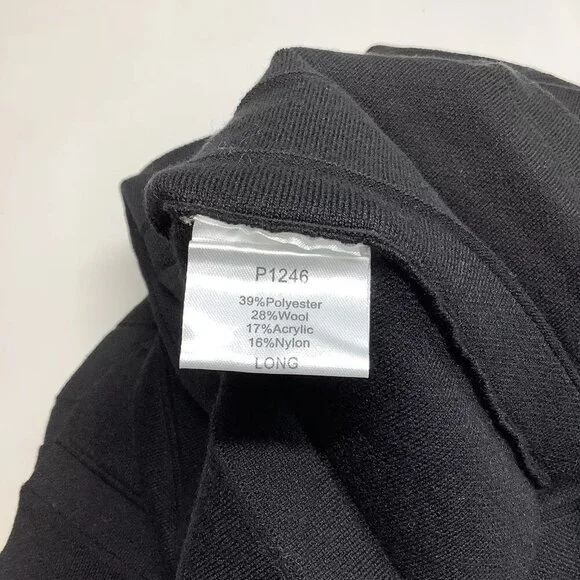 P1246
39%Polyester
28%Wool
17%Acrylic
16%Nylon
LONG